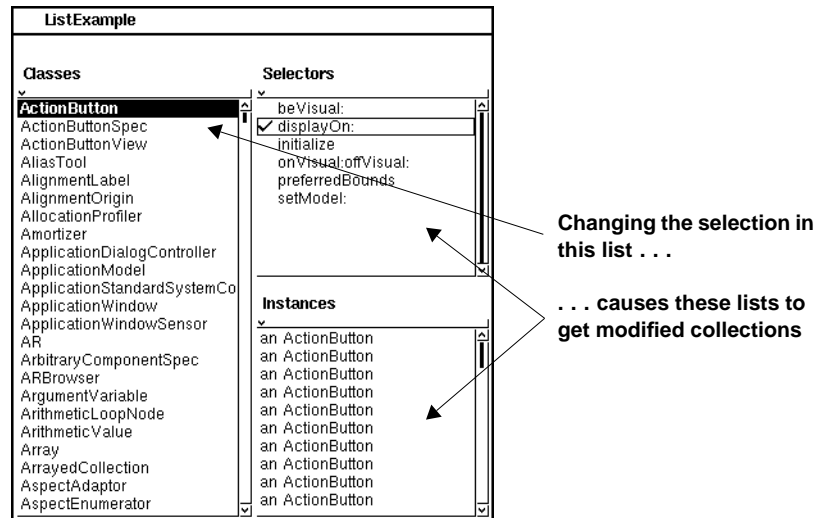 ListExample
Classes
ActionButton
ActionButtonSpec
ActionButtonView
AliasTool
AlignmentLabel
AlignmentOrigin
AllocationProfiler
Amortizer
ApplicationDialogController
ApplicationModel
ApplicationStandardSystemCo
ApplicationWindow
ApplicationWindowSensor
AR
ArbitraryComponentSpec
ARBrowser
ArgumentVariable
ArithmeticLoopNode
ArithmeticValue
Array
ArrayedCollection
AspectAdaptor
AspectEnumerator
Selectors
beVisual:
displayOn:
initialize
onVisual:offVisual:
preferredBounds
setModel:
Instances
an ActionButton
an ActionButton
an ActionButton
an ActionButton
an ActionButton
an ActionButton
an ActionButton
an ActionButton
an ActionButton
an ActionButton
Changing the selection in
this list . . .
. . . causes these lists to
get modified collections